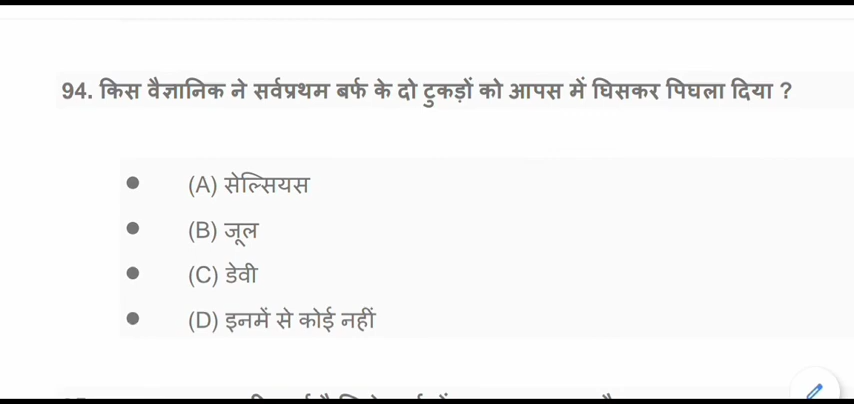 94. किस वैज्ञानिक ने सर्वप्रथम बर्फ के दो टुकड़ों को आपस में घिसकर पिघला दिया ?
(A) सेल्सियस
(B) जूल
(C) डेवी
(D) इनमें से कोई नहीं